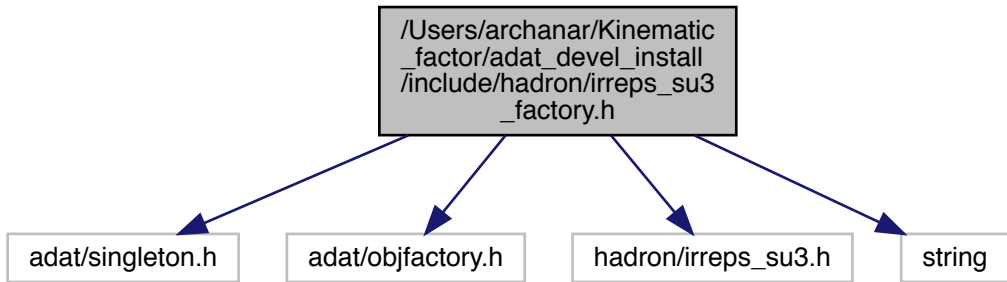 /Users/archanar/Kinematic
_factor/adat_devel_install
/include/hadron/irreps_su3
_factory.h
adat/singleton.h
adat/objfactory.h
hadron/irreps_su3.h
string